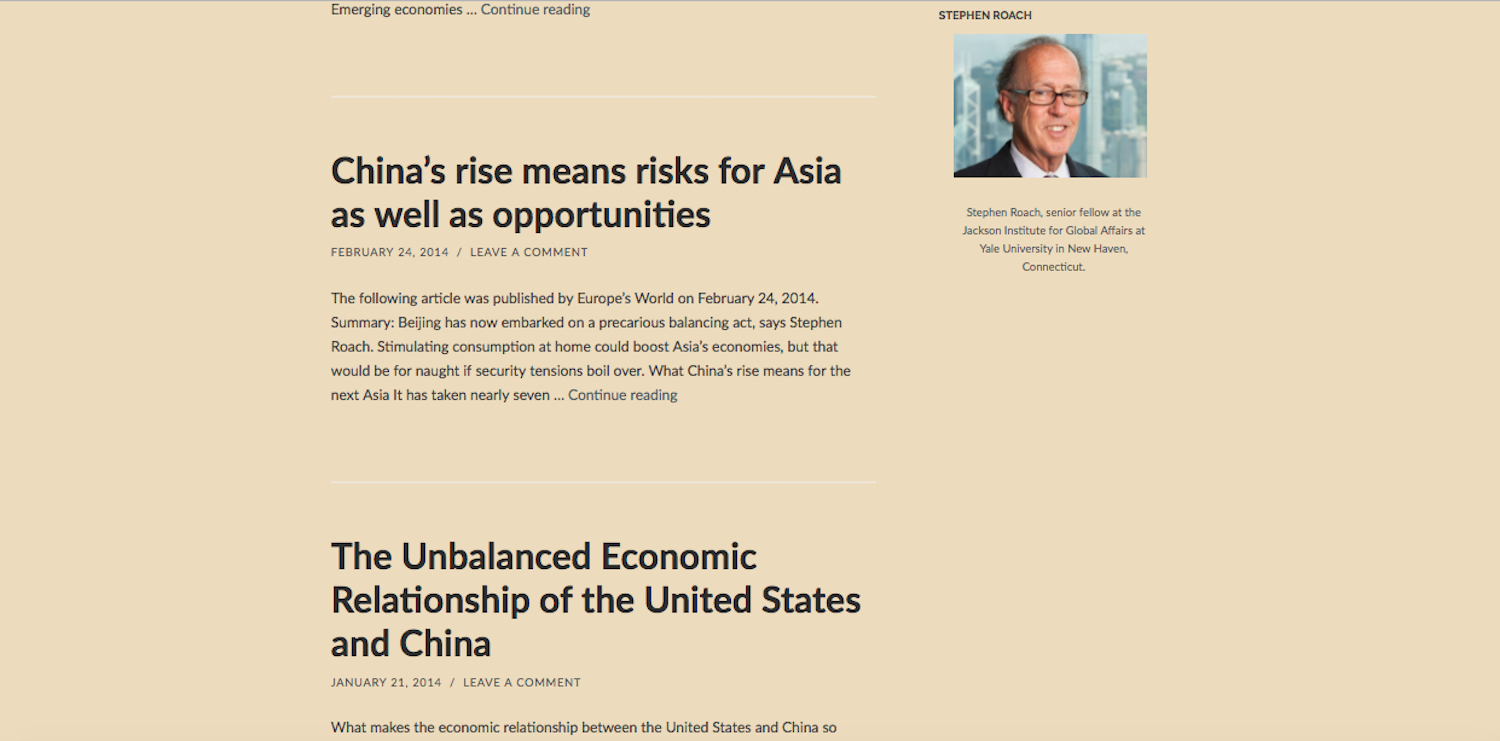 Emerging economies ... Continue reading
China’s rise means risks for Asia
as well as opportunities
FEBRUARY 24, 2014 / LEAVE A COMMENT
The following article was published by Europe’s World on February 24, 2014.
Summary: Beijing has now embarked on a precarious balancing act, says Stephen
Roach. Stimulating consumption at home could boost Asia’s economies, but that
would be for naught if security tensions boil over. What China’s rise means for the
next Asia It has taken nearly seven ... Continue reading
The Unbalanced Economic
Relationship of the United States
and China
JANUARY 21, 2014 / LEAVE A COMMENT
What makes the economic relationship between the United States and China so
STEPHEN ROACH
Stephen Roach, senior fellow at the
Jackson Institute for Global Affairs at
Yale University in New Haven,
Connecticut.